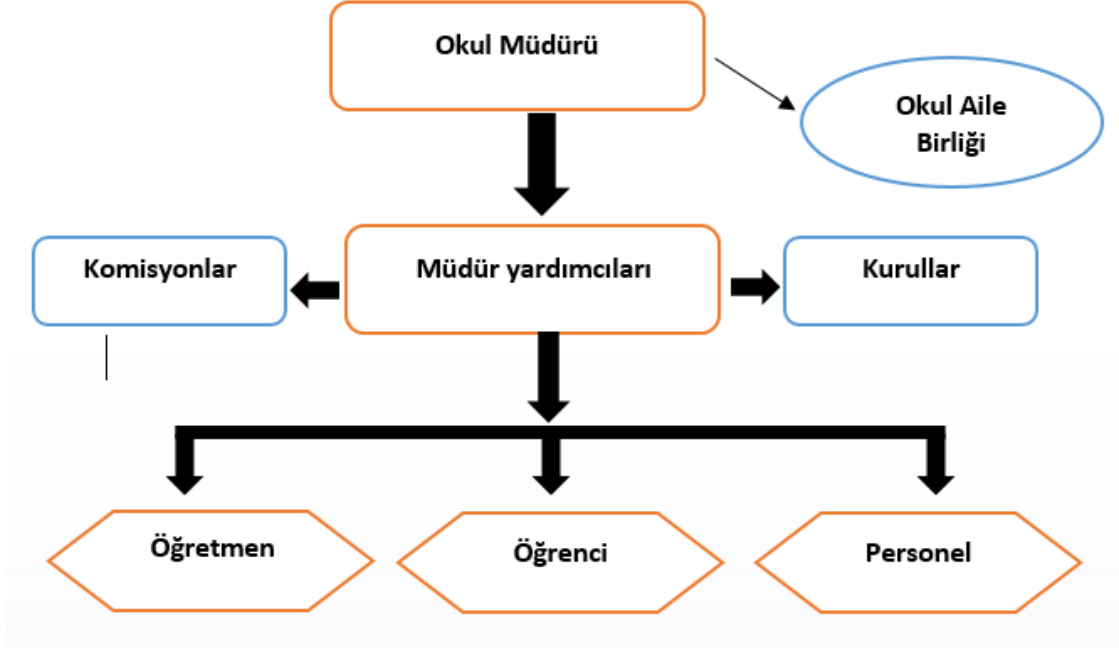 Okul Müdürü
Okul Aile
Birliği
Komisyonlar
Müdür yardımcıları
Kurullar
Öğretmen
Öğrenci
Personel